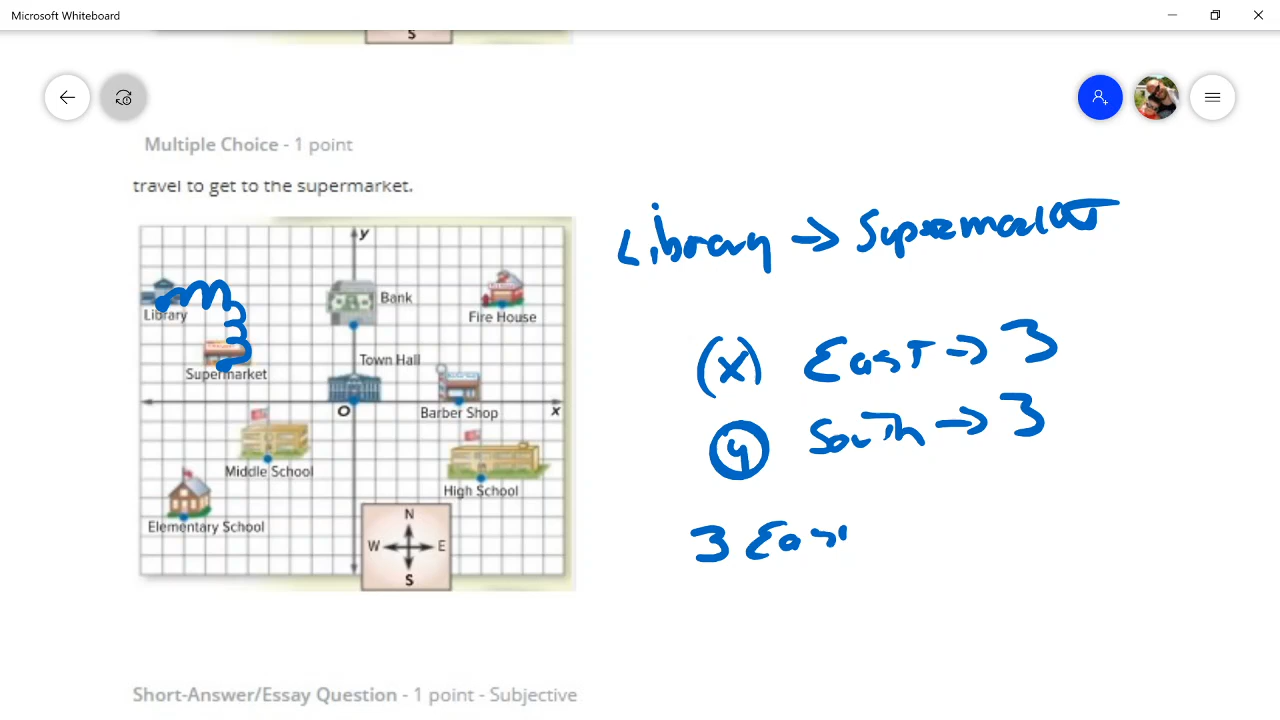 Microsoft Whiteboard
S
Multiple Choice - 1 point
travel to get to the supermarket.
y
Library
Bank
Fire House
Supermarket
Town Hall
O
Barber Shop
x
Middle School
High School
Elementary School
N
W E
S
Library → Supermarket
(x) East → 3
y South → 3
3 Eas
Short-Answer/Essay Question - 1 point - Subjective